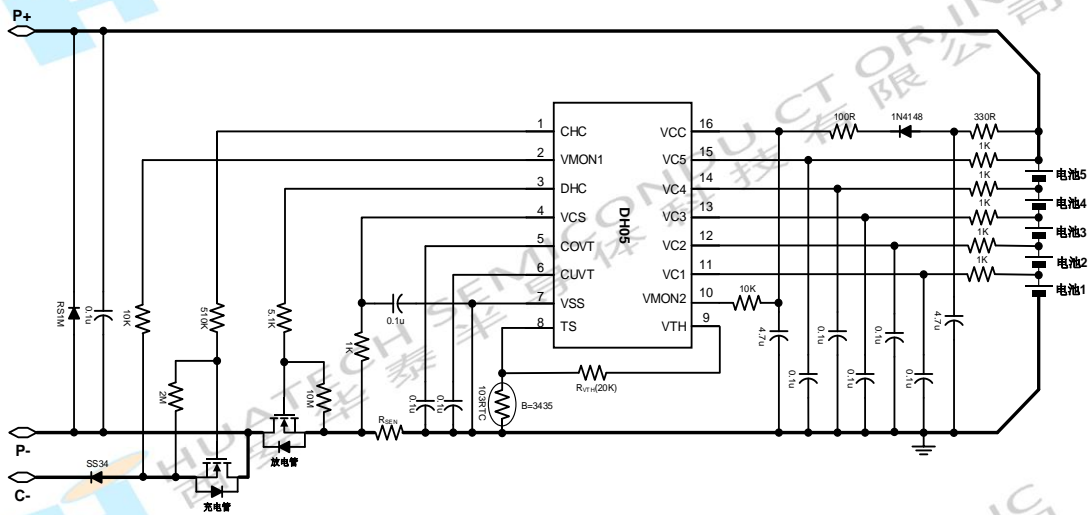 P+
RS1M
0.1u
10K
510K
5.1K
2M
10M
1K
0.1u
0.1u
0.1u
P-
C-
SS34
充电管
放电管
RSEN
1 CHC
2 VMON1
3 DHC
4 VCS
5 COVT
6 CUVT
7 VSS
8 TS
DH05
VCC 16
VC5 15
VC4 14
VC3 13
VC2 12
VC1 11
VMON2 10
VTH 9
103RTC
B=3435
RVTH(20K)
10K
100R
1N4148
330R
1K
1K
1K
1K
1K
电池5
电池4
电池3
电池2
电池1
4.7u
0.1u
0.1u
0.1u
0.1u
0.1u
4.7u
HUATECH SEMICONDUCTOR,INC